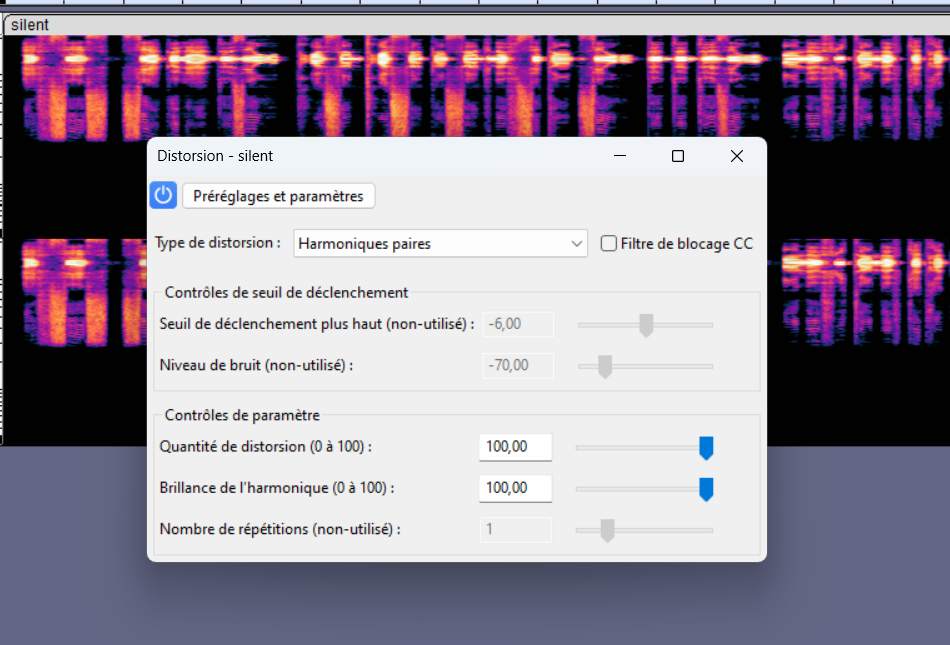 silent
Distorsion - silent
Préréglages et paramètres
Type de distorsion : Harmoniques paires Filtre de blocage CC
Contrôles de seuil de déclenchement
Seuil de déclenchement plus haut (non-utilisé) : -6,00
Niveau de bruit (non-utilisé) : -70,00
Contrôles de paramètre
Quantité de distorsion (0 à 100) : 100,00
Brillance de l'harmonique (0 à 100) : 100,00
Nombre de répétitions (non-utilisé) : 1